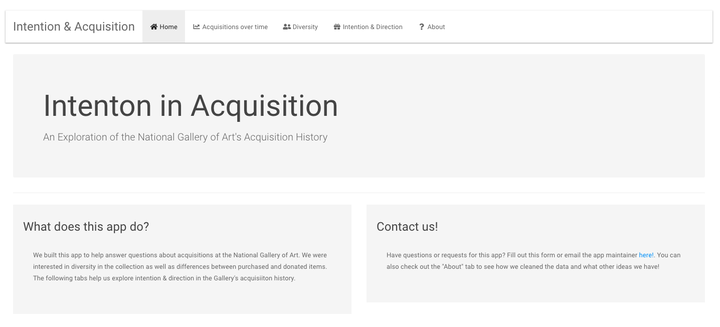 Intention & Acquisition Home Acquisitions over time Diversity Intention & Direction About
Intenton in Acquisition
An Exploration of the National Gallery of Art's Acquisition History
What does this app do?
We built this app to help answer questions about acquisitions at the National Gallery of Art. We were
interested in diversity in the collection as well as differences between purchased and donated items.
The following tabs help us explore intention & direction in the Gallery's acquisiiton history.
Contact us!
Have questions or requests for this app? Fill out this form or email the app maintainer here!. You can
also check out the "About" tab to see how we cleaned the data and what other ideas we have!